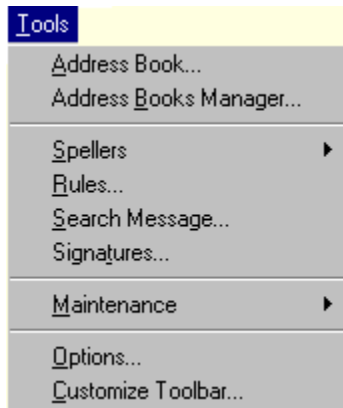 Tools
Address Book...
Address Books Manager...
Spellers
Rules...
Search Message...
Signatures...
Maintenance
Options...
Customize Toolbar...